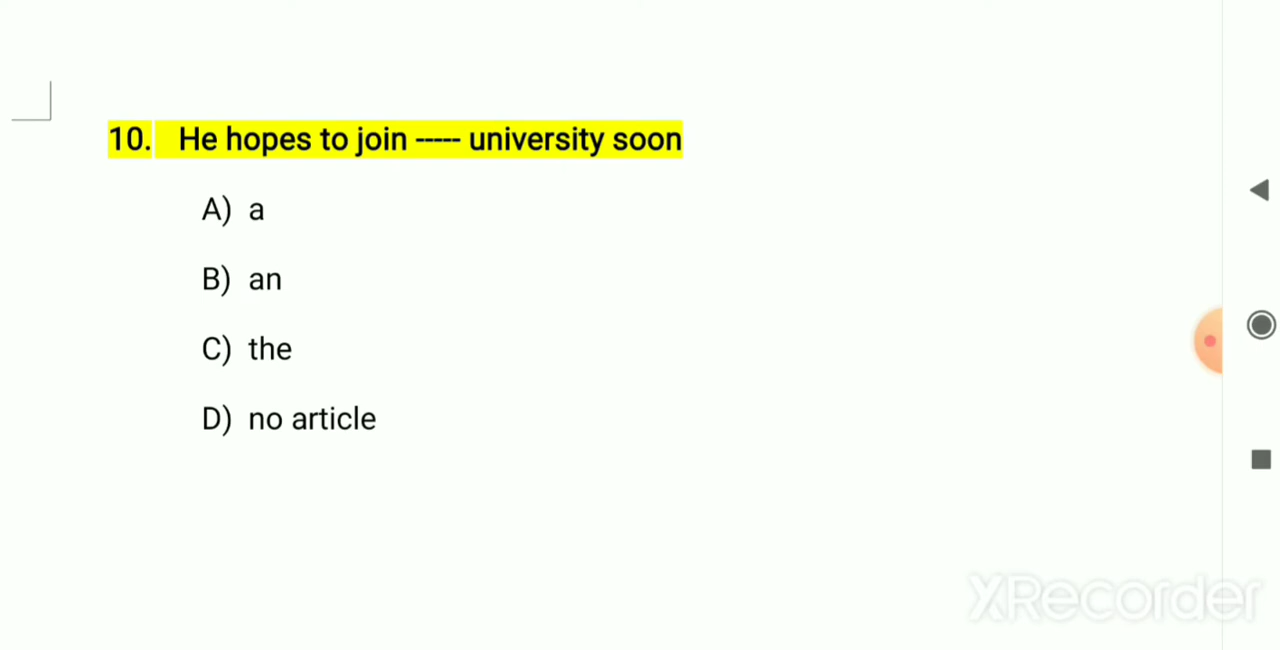 10. He hopes to join ----- university soon
A) a
B) an
C) the
D) no article
XRecorder